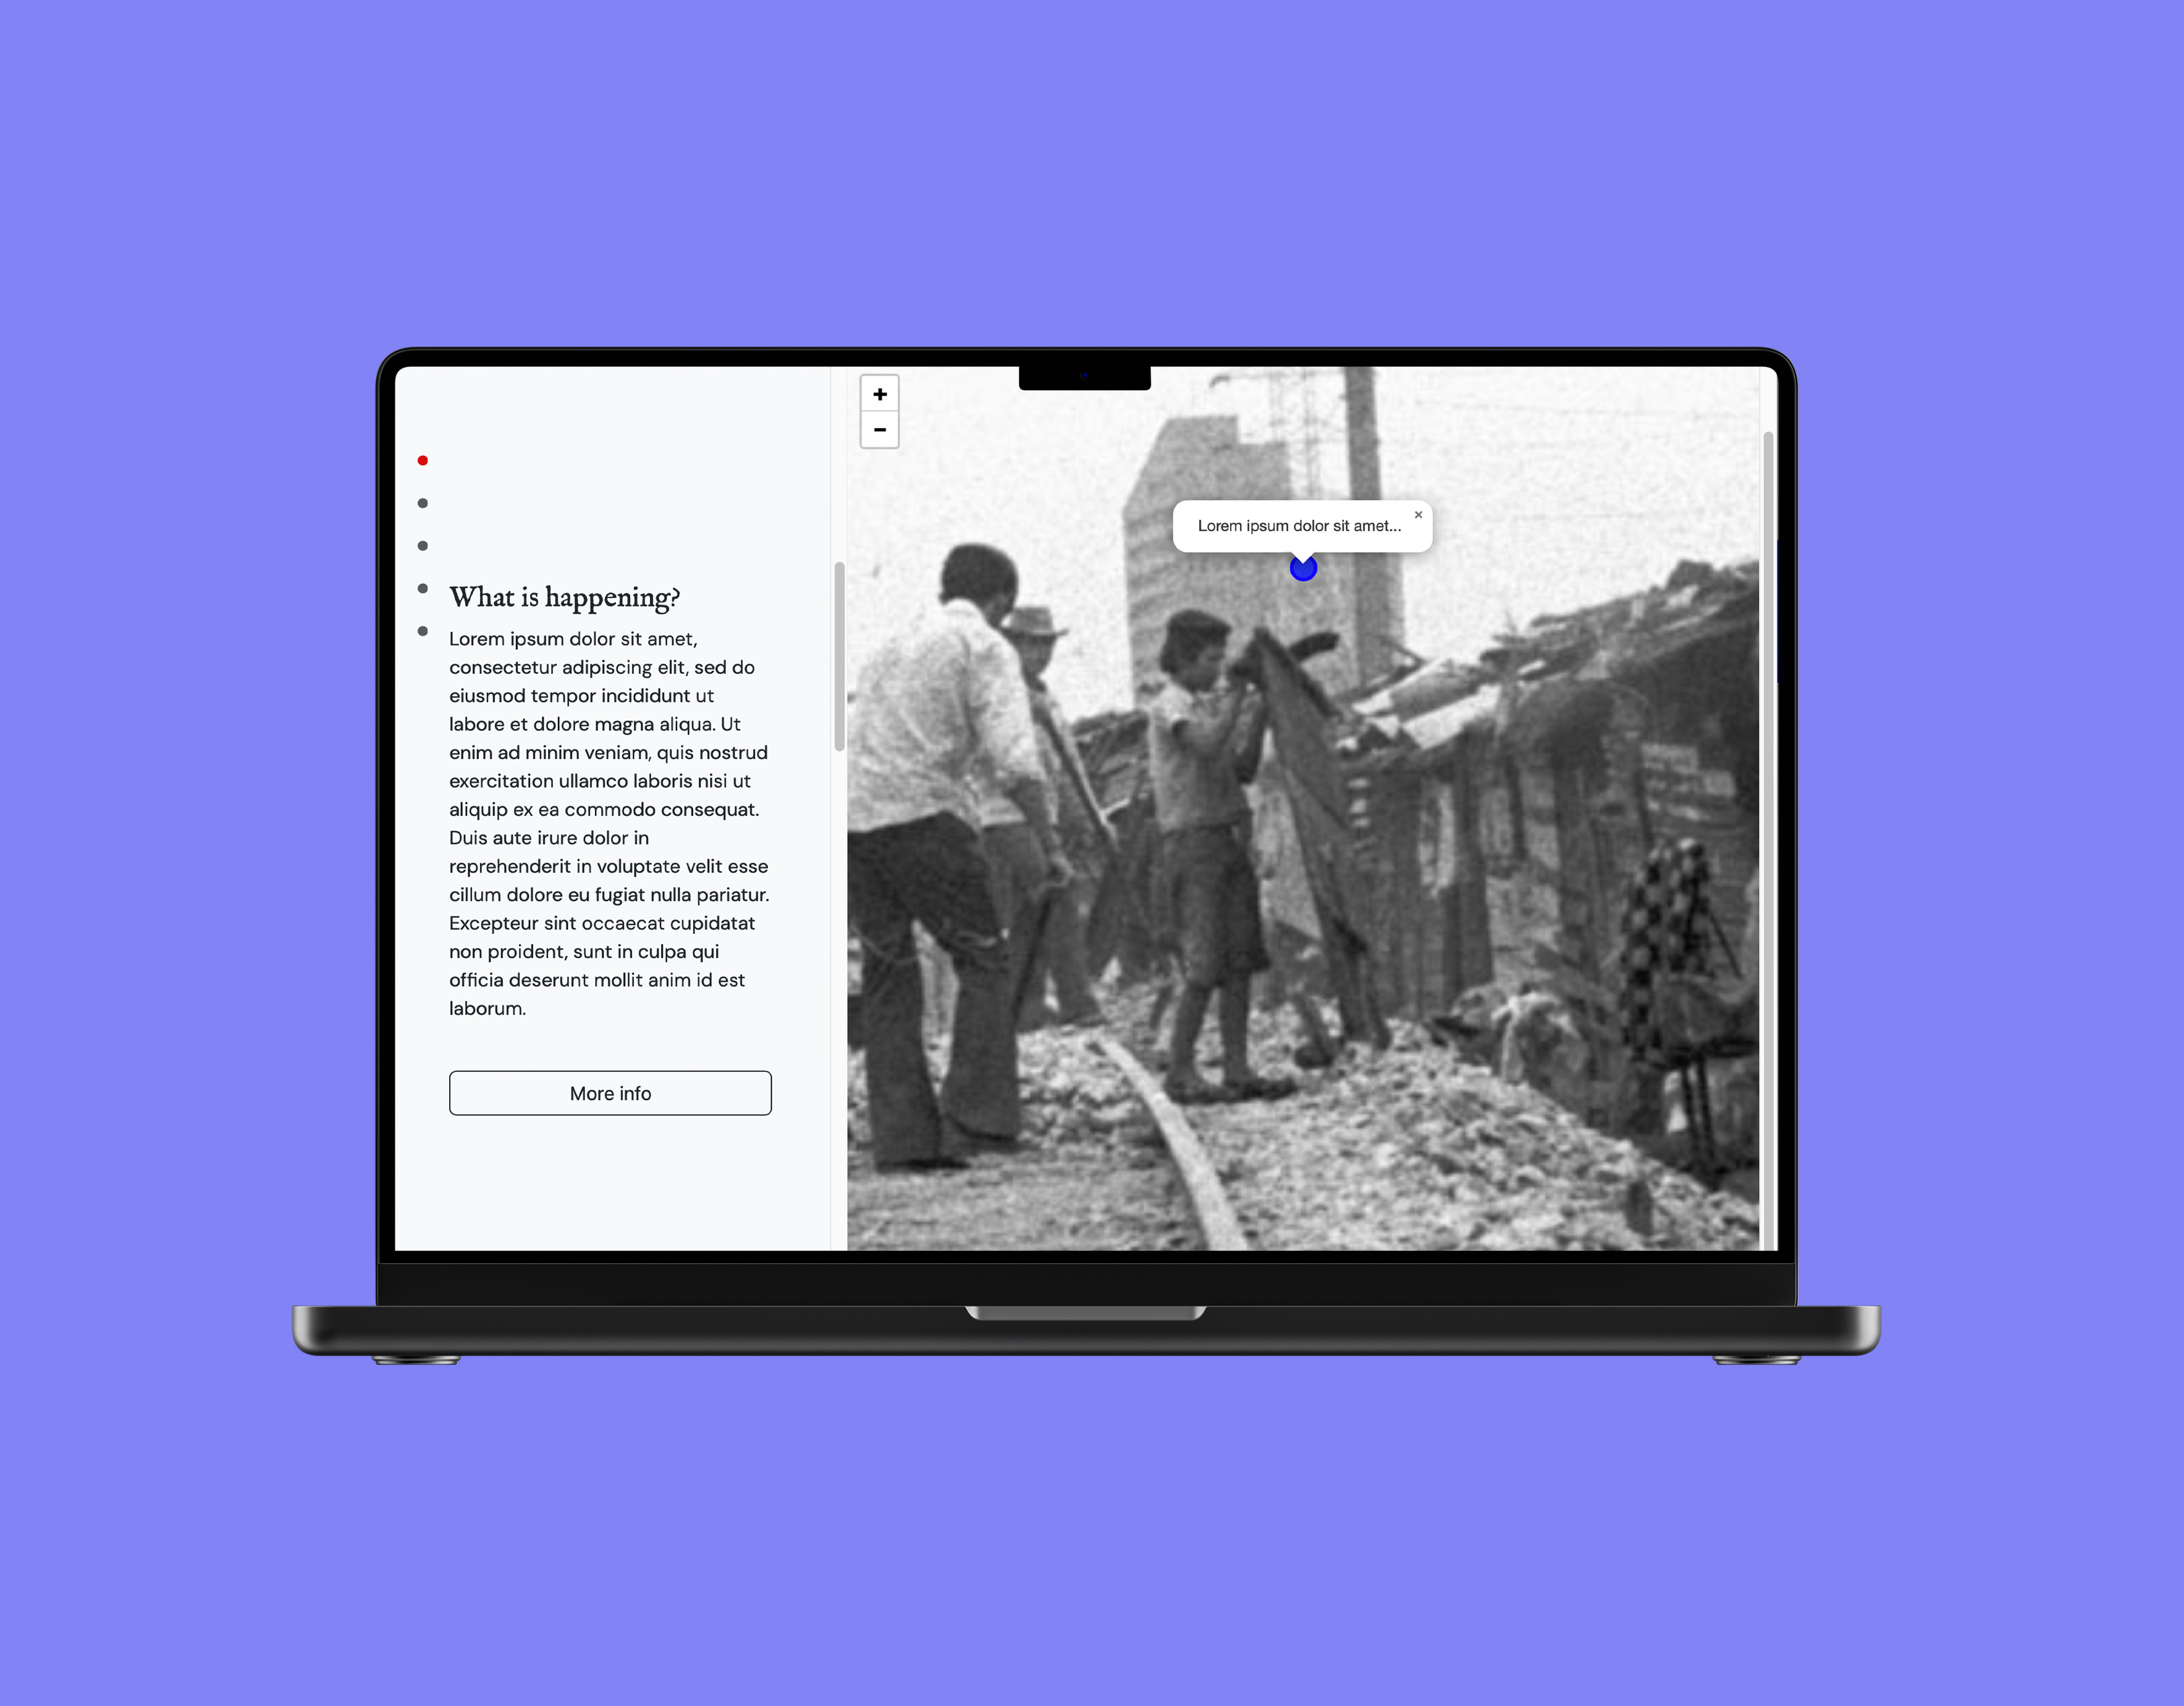 What is happening?
Lorem ipsum dolor sit amet,
consectetur adipiscing elit, sed do
eiusmod tempor incididunt ut
labore et dolore magna aliqua. Ut
enim ad minim veniam, quis nostrud
exercitation ullamco laboris nisi ut
aliquip ex ea commodo consequat.
Duis aute irure dolor in
reprehenderit in voluptate velit esse
cillum dolore eu fugiat nulla pariatur.
Excepteur sint occaecat cupidatat
non proident, sunt in culpa qui
officia deserunt mollit anim id est
laborum.
More info
+
−
Lorem ipsum dolor sit amet...
×